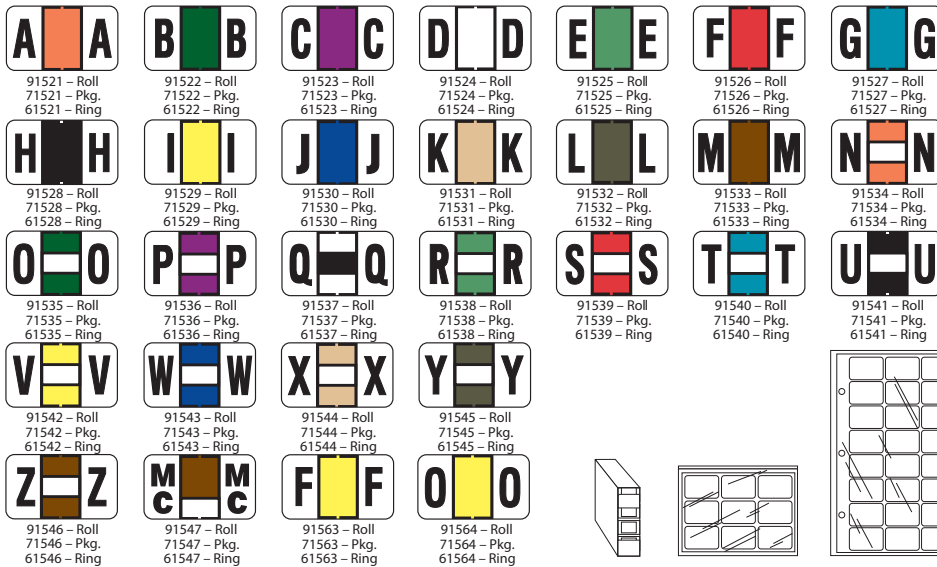 A A B B C C D D E E F F G G
91521 – Roll 91522 – Roll 91523 – Roll 91524 – Roll 91525 – Roll 91526 – Roll 91527 – Roll
71521 – Pkg. 71522 – Pkg. 71523 – Pkg. 71524 – Pkg. 71525 – Pkg. 71526 – Pkg. 71527 – Pkg.
61521 – Ring 61522 – Ring 61523 – Ring 61524 – Ring 61525 – Ring 61526 – Ring 61527 – Ring
H H I I J J K K L L M M N N
91528 – Roll 91529 – Roll 91530 – Roll 91531 – Roll 91532 – Roll 91533 – Roll 91534 – Roll
71528 – Pkg. 71529 – Pkg. 71530 – Pkg. 71531 – Pkg. 71532 – Pkg. 71533 – Pkg. 71534 – Pkg.
61528 – Ring 61529 – Ring 61530 – Ring 61531 – Ring 61532 – Ring 61533 – Ring 61534 – Ring
O O P P Q Q R R S S T T U U
91535 – Roll 91536 – Roll 91537 – Roll 91538 – Roll 91539 – Roll 91540 – Roll 91541 – Roll
71535 – Pkg. 71536 – Pkg. 71537 – Pkg. 71538 – Pkg. 71539 – Pkg. 71540 – Pkg. 71541 – Pkg.
61535 – Ring 61536 – Ring 61537 – Ring 61538 – Ring 61539 – Ring 61540 – Ring 61541 – Ring
V V W W X X Y Y
91542 – Roll 91543 – Roll 91544 – Roll 91545 – Roll
71542 – Pkg. 71543 – Pkg. 71544 – Pkg. 71545 – Pkg.
61542 – Ring 61543 – Ring 61544 – Ring 61545 – Ring
Z Z MC MC F F O O
91546 – Roll 91547 – Roll 91563 – Roll 91564 – Roll
71546 – Pkg. 71547 – Pkg. 71563 – Pkg. 71564 – Pkg.
61546 – Ring 61547 – Ring 61563 – Ring 61564 – Ring